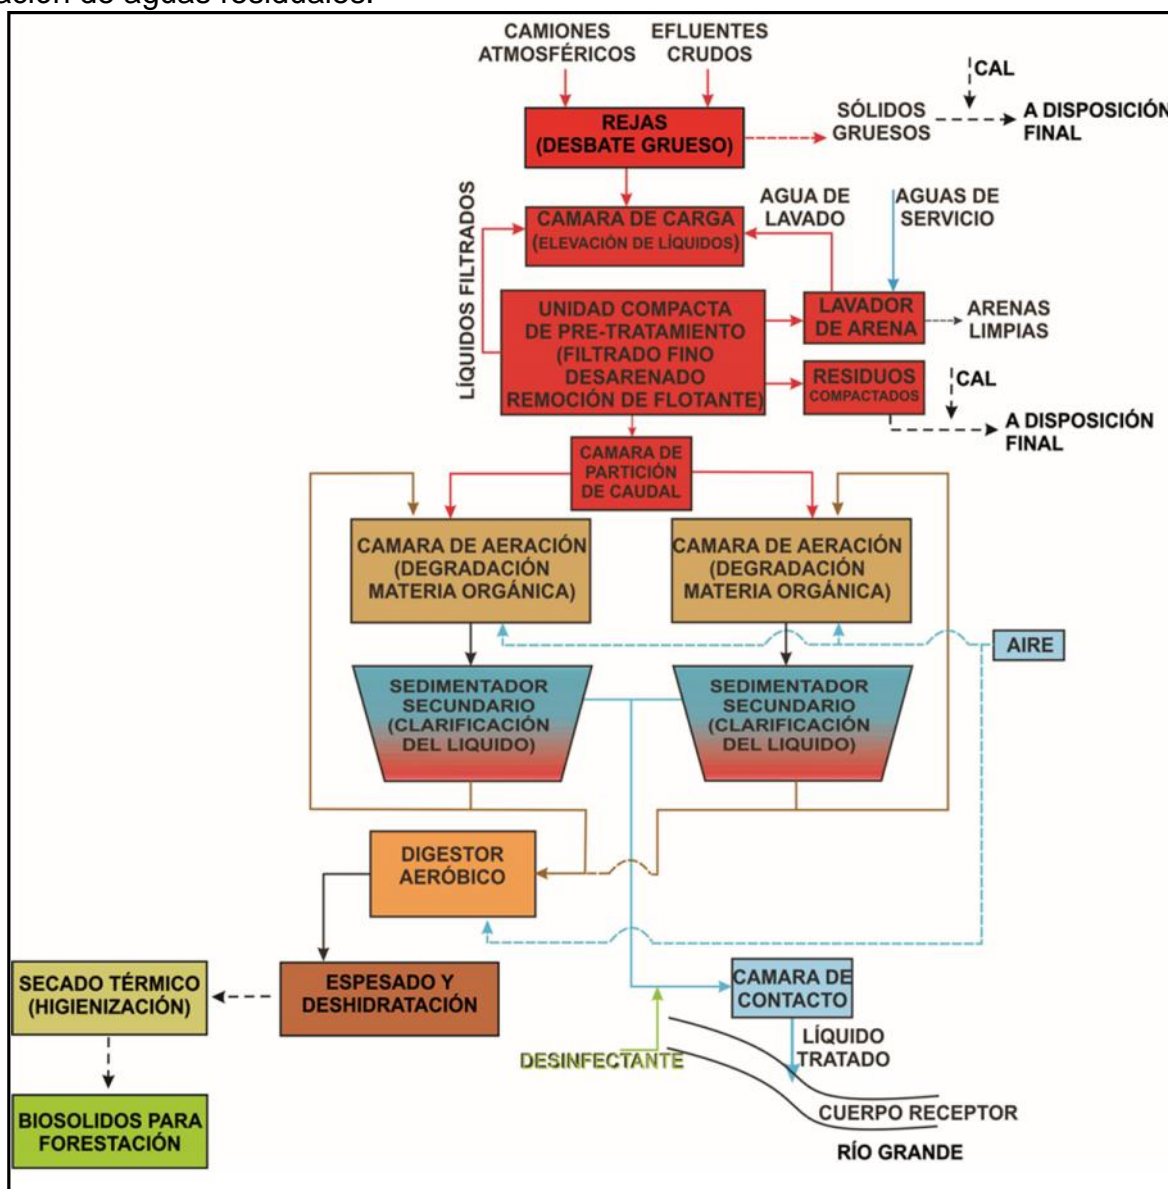 ación de aguas residuales.
CAMIONES
ATMOSFÉRICOS
EFLUENTES
CRUDOS
CAL
REJAS
(DESBATE GRUESO)
SÓLIDOS
GRUESOS
A DISPOSICIÓN
FINAL
LÍQUIDOS FILTRADOS
CAMARA DE CARGA
(ELEVACIÓN DE LÍQUIDOS)
AGUA DE
LAVADO
AGUAS DE
SERVICIO
UNIDAD COMPACTA
DE PRE-TRATAMIENTO
(FILTRADO FINO
DESARENADO
REMOCIÓN DE FLOTANTE)
LAVADOR
DE ARENA
ARENAS
LIMPIAS
RESIDUOS
COMPACTADOS
CAL
A DISPOSICIÓN
FINAL
CAMARA DE
PARTICIÓN
DE CAUDAL
CAMARA DE AERACIÓN
(DEGRADACIÓN
MATERIA ORGÁNICA)
CAMARA DE AERACIÓN
(DEGRADACIÓN
MATERIA ORGÁNICA)
AIRE
SEDIMENTADOR
SECUNDARIO
(CLARIFICACIÓN
DEL LIQUIDO)
SEDIMENTADOR
SECUNDARIO
(CLARIFICACIÓN
DEL LIQUIDO)
DIGESTOR
AERÓBICO
SECADO TÉRMICO
(HIGIENIZACIÓN)
ESPESADO Y
DESHIDRATACIÓN
CAMARA DE
CONTACTO
DESINFECTANTE
LÍQUIDO
TRATADO
BIOSOLIDOS PARA
FORESTACIÓN
CUERPO RECEPTOR
RÍO GRANDE